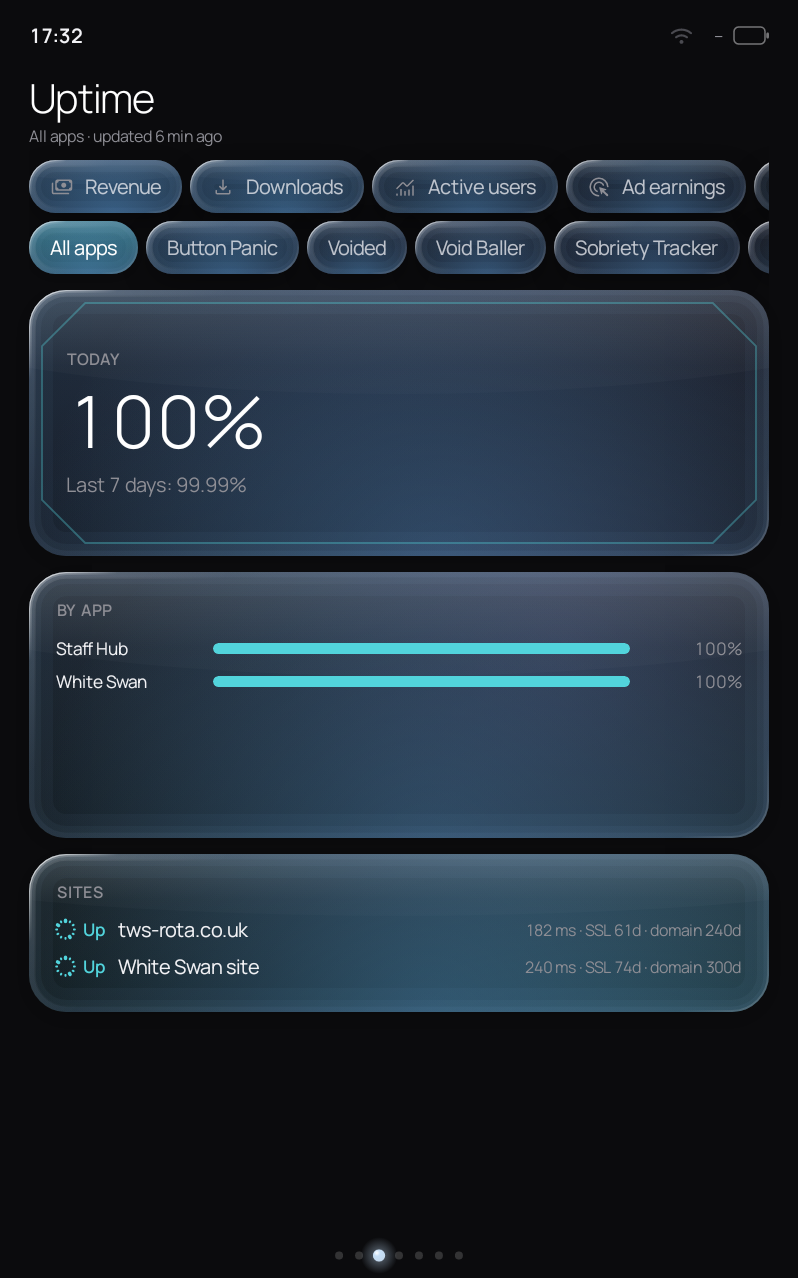 17:32
–
Uptime
All apps · updated 6 min ago
Revenue Downloads Active users Ad earnings
All apps Button Panic Voided Void Baller Sobriety Tracker
TODAY
100%
Last 7 days: 99.99%
BY APP
Staff Hub 100%
White Swan 100%
SITES
Up tws-rota.co.uk 182 ms · SSL 61d · domain 240d
Up White Swan site 240 ms · SSL 74d · domain 300d